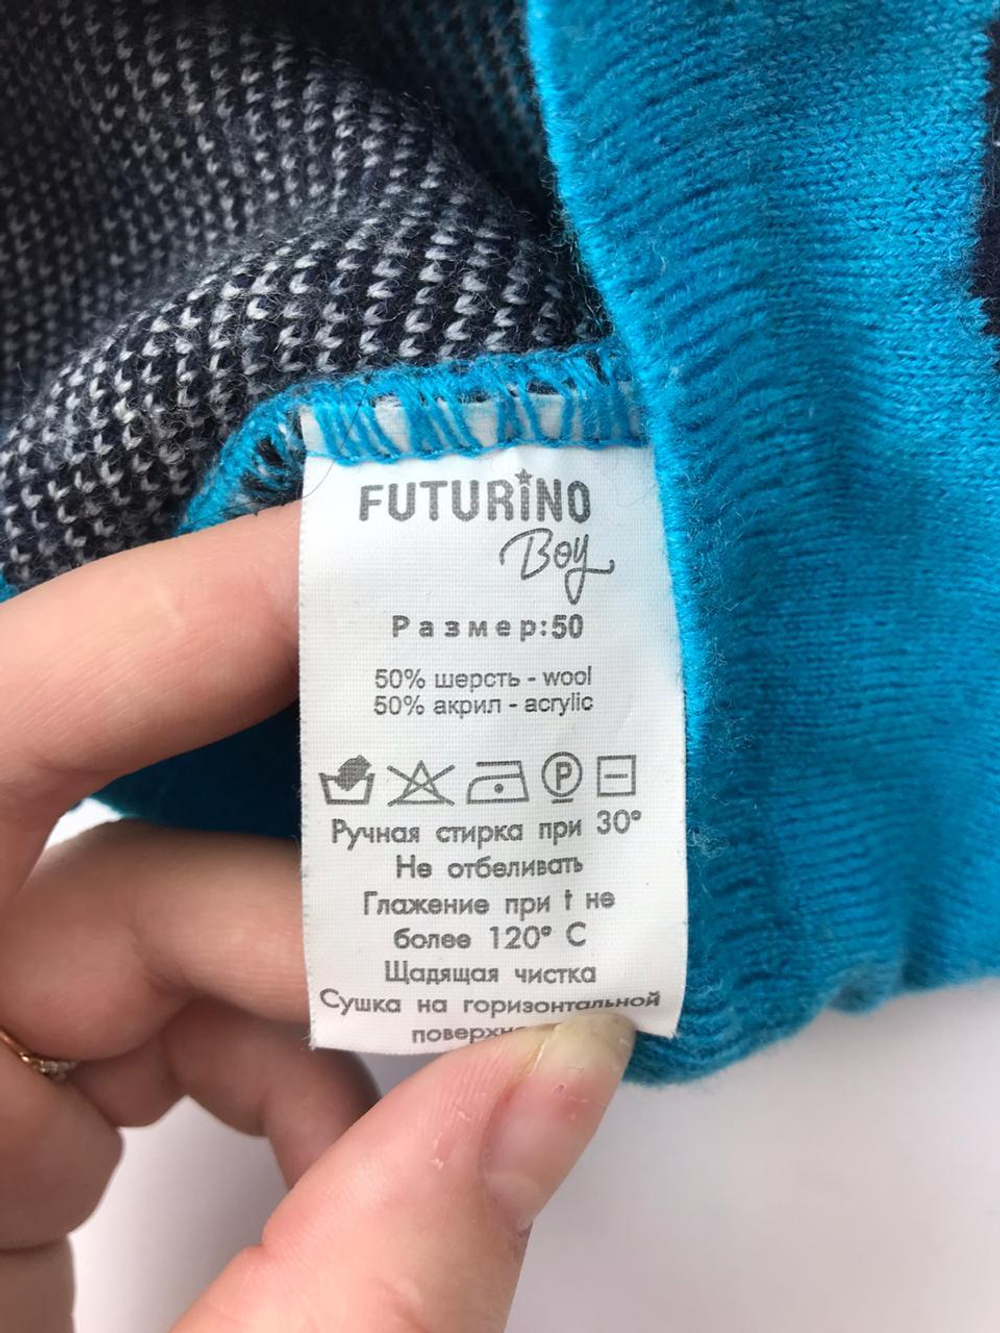 FUTURINO
Boy
Размер:50
50% шерсть - wool
50% акрил - acrylic
P
Ручная стирка при 30°
Не отбеливать
Глажение при t не
более 120° C
Щадящая чистка
Сушка на горизонтальной